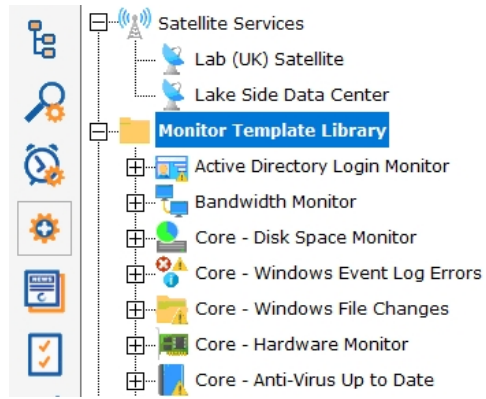 Satellite Services
Lab (UK) Satellite
Lake Side Data Center
Monitor Template Library
Active Directory Login Monitor
Bandwidth Monitor
Core - Disk Space Monitor
Core - Windows Event Log Errors
Core - Windows File Changes
Core - Hardware Monitor
Core - Anti-Virus Up to Date
NEWS